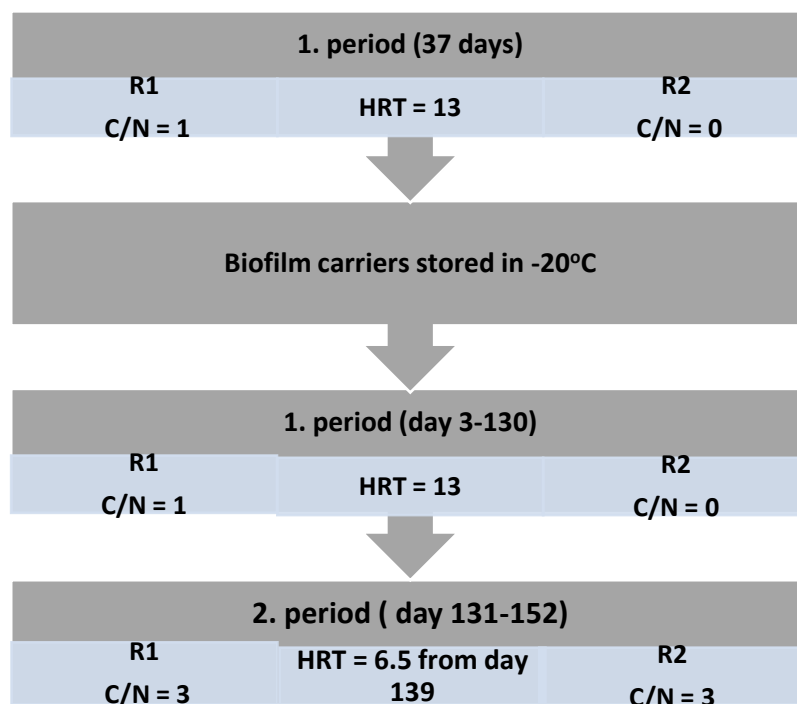 1. period (37 days)
R1
C/N = 1
HRT = 13
R2
C/N = 0
Biofilm carriers stored in -20°C
1. period (day 3-130)
R1
C/N = 1
HRT = 13
R2
C/N = 0
2. period ( day 131-152)
R1
C/N = 3
HRT = 6.5 from day
139
R2
C/N = 3